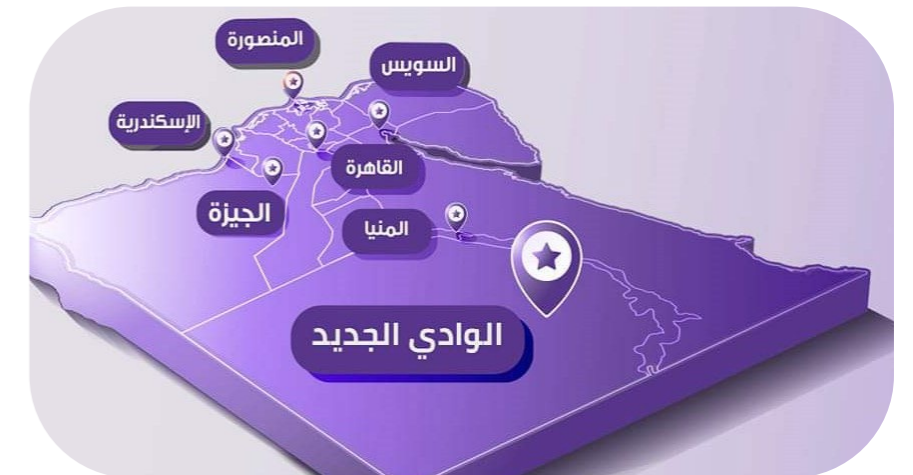 المنصورة
السويس
الإسكندرية
القاهرة
الجيزة
المنيا
الوادي الجديد